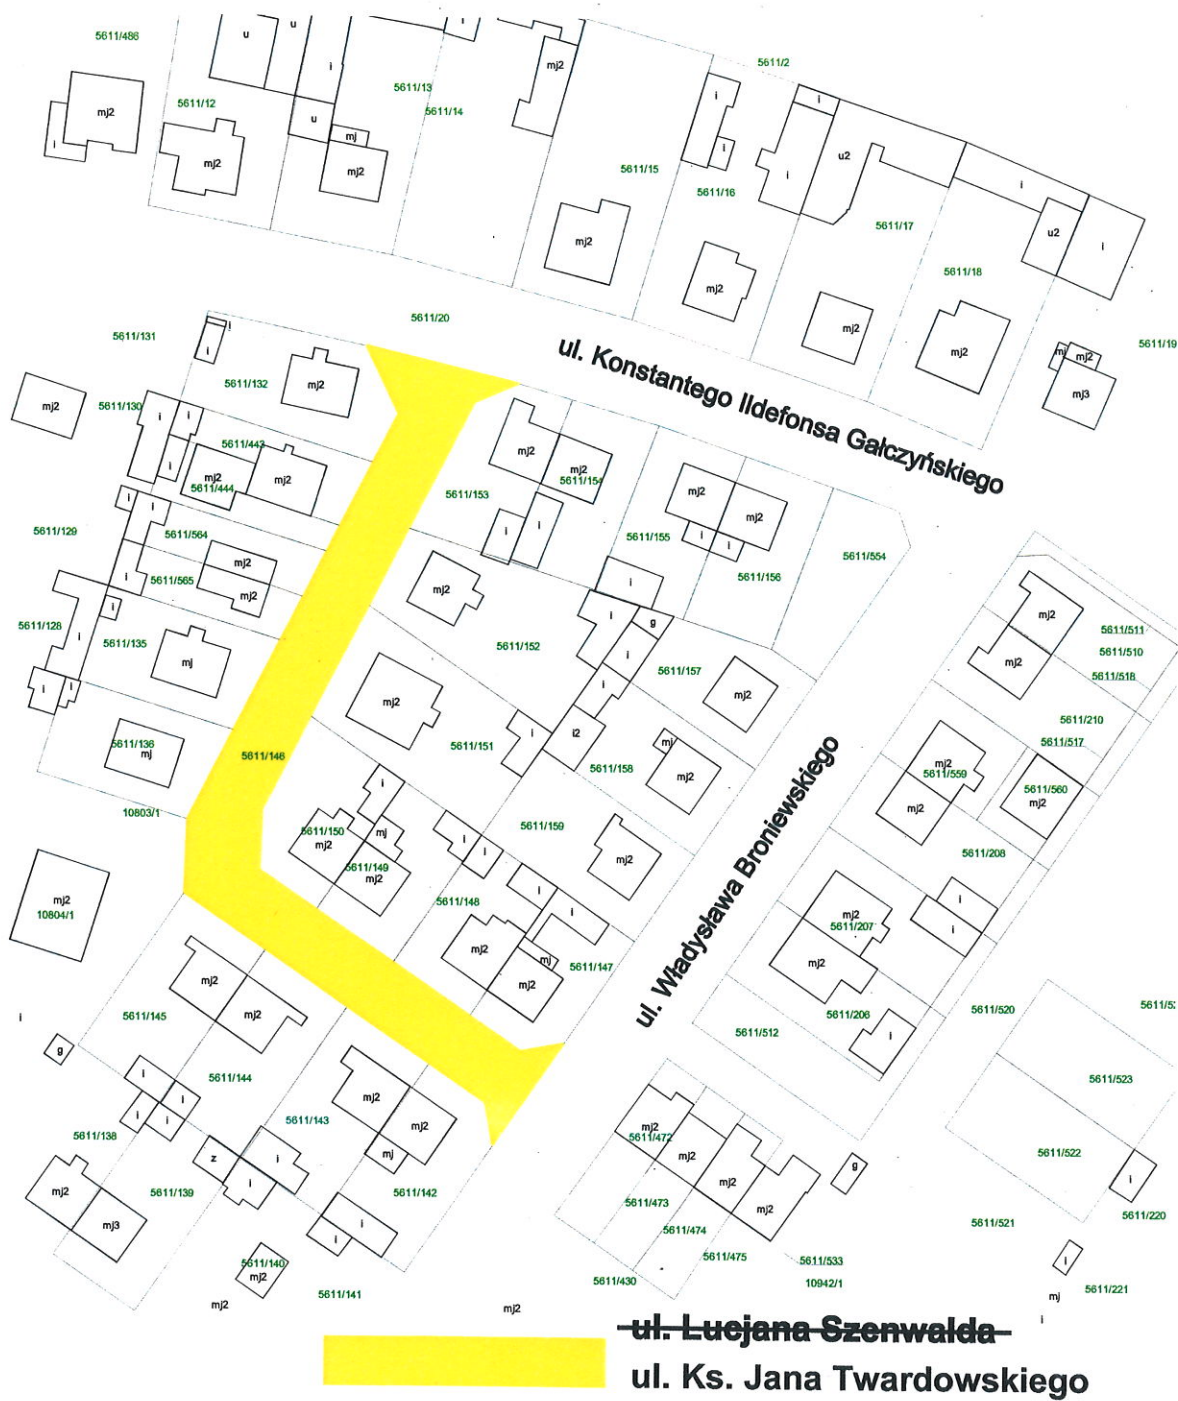 5611/486
u
u
i
i
mj2
5611/2
mj2
i
5611/12
5611/13
5611/14
u
mj
i
i
i
u2
mj2
mj2
5611/15
5611/16
i
i
i
mj2
5611/17
u2
i
5611/18
mj2
mj2
mj2
5611/20
5611/131
i
i
ul. Konstantego Ildefonsa Gałczyńskiego
mj2
mj2
mj2
5611/19
mj3
5611/132
mj2
mj2
5611/130
i
i
5611/443
i
mj2
mj2
5611/444
mj2
mj2
5611/154
5611/153
mj2
mj2
i
i
5611/129
i
i
5611/564
i
i
5611/155
i
i
5611/156
5611/554
mj2
5611/565
mj2
mj2
i
i
5611/128
i
i
5611/135
mj
5611/152
i
g
i
5611/157
mj2
5611/511
5611/510
mj2
5611/518
i
i
mj2
i
mj2
5611/136
mj
5611/146
5611/151
i
i2
mj
5611/158
mj2
5611/210
5611/517
mj2
5611/559
5611/560
mj2
mj2
ul. Władysława Broniewskiego
10803/1
i
5611/150
mj
mj2
5611/149
mj2
i
i
5611/159
mj2
5611/208
mj2
10804/1
5611/148
i
i
mj2
5611/207
i
i
mj2
mj
mj2
5611/147
mj2
i
mj2
mj2
5611/145
g
5611/512
5611/206
i
5611/520
5611/52
i
i
5611/144
i
i
5611/143
mj2
mj2
mj
5611/523
5611/138
z
i
i
mj2
5611/472
mj2
mj2
mj2
g
5611/522
i
mj2
mj3
5611/139
5611/142
i
i
5611/473
5611/474
5611/475
5611/521
5611/220
5611/140
mj2
5611/141
5611/430
5611/533
10942/1
i
5611/221
mj
mj2
mj2
i
ul. Lucjana Szenwalda
ul. Ks. Jana Twardowskiego